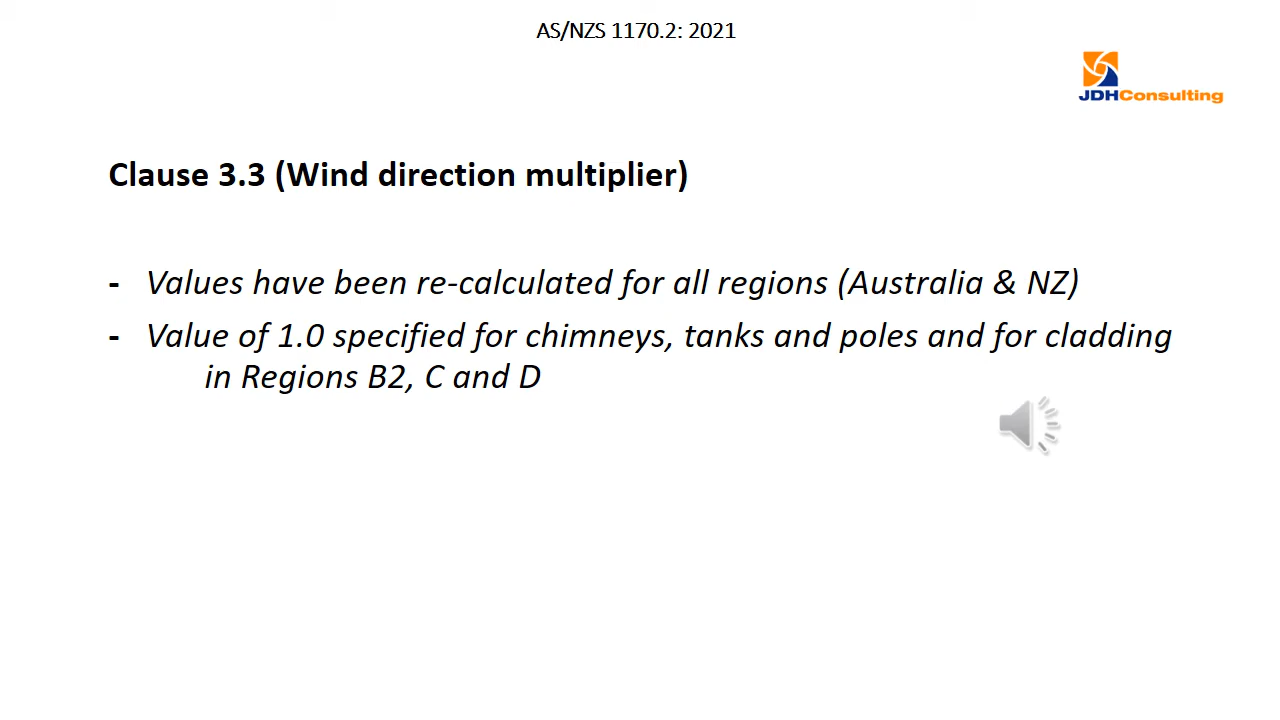 AS/NZS 1170.2: 2021
JDHConsulting
Clause 3.3 (Wind direction multiplier)
- Values have been re-calculated for all regions (Australia & NZ)
- Value of 1.0 specified for chimneys, tanks and poles and for cladding
in Regions B2, C and D